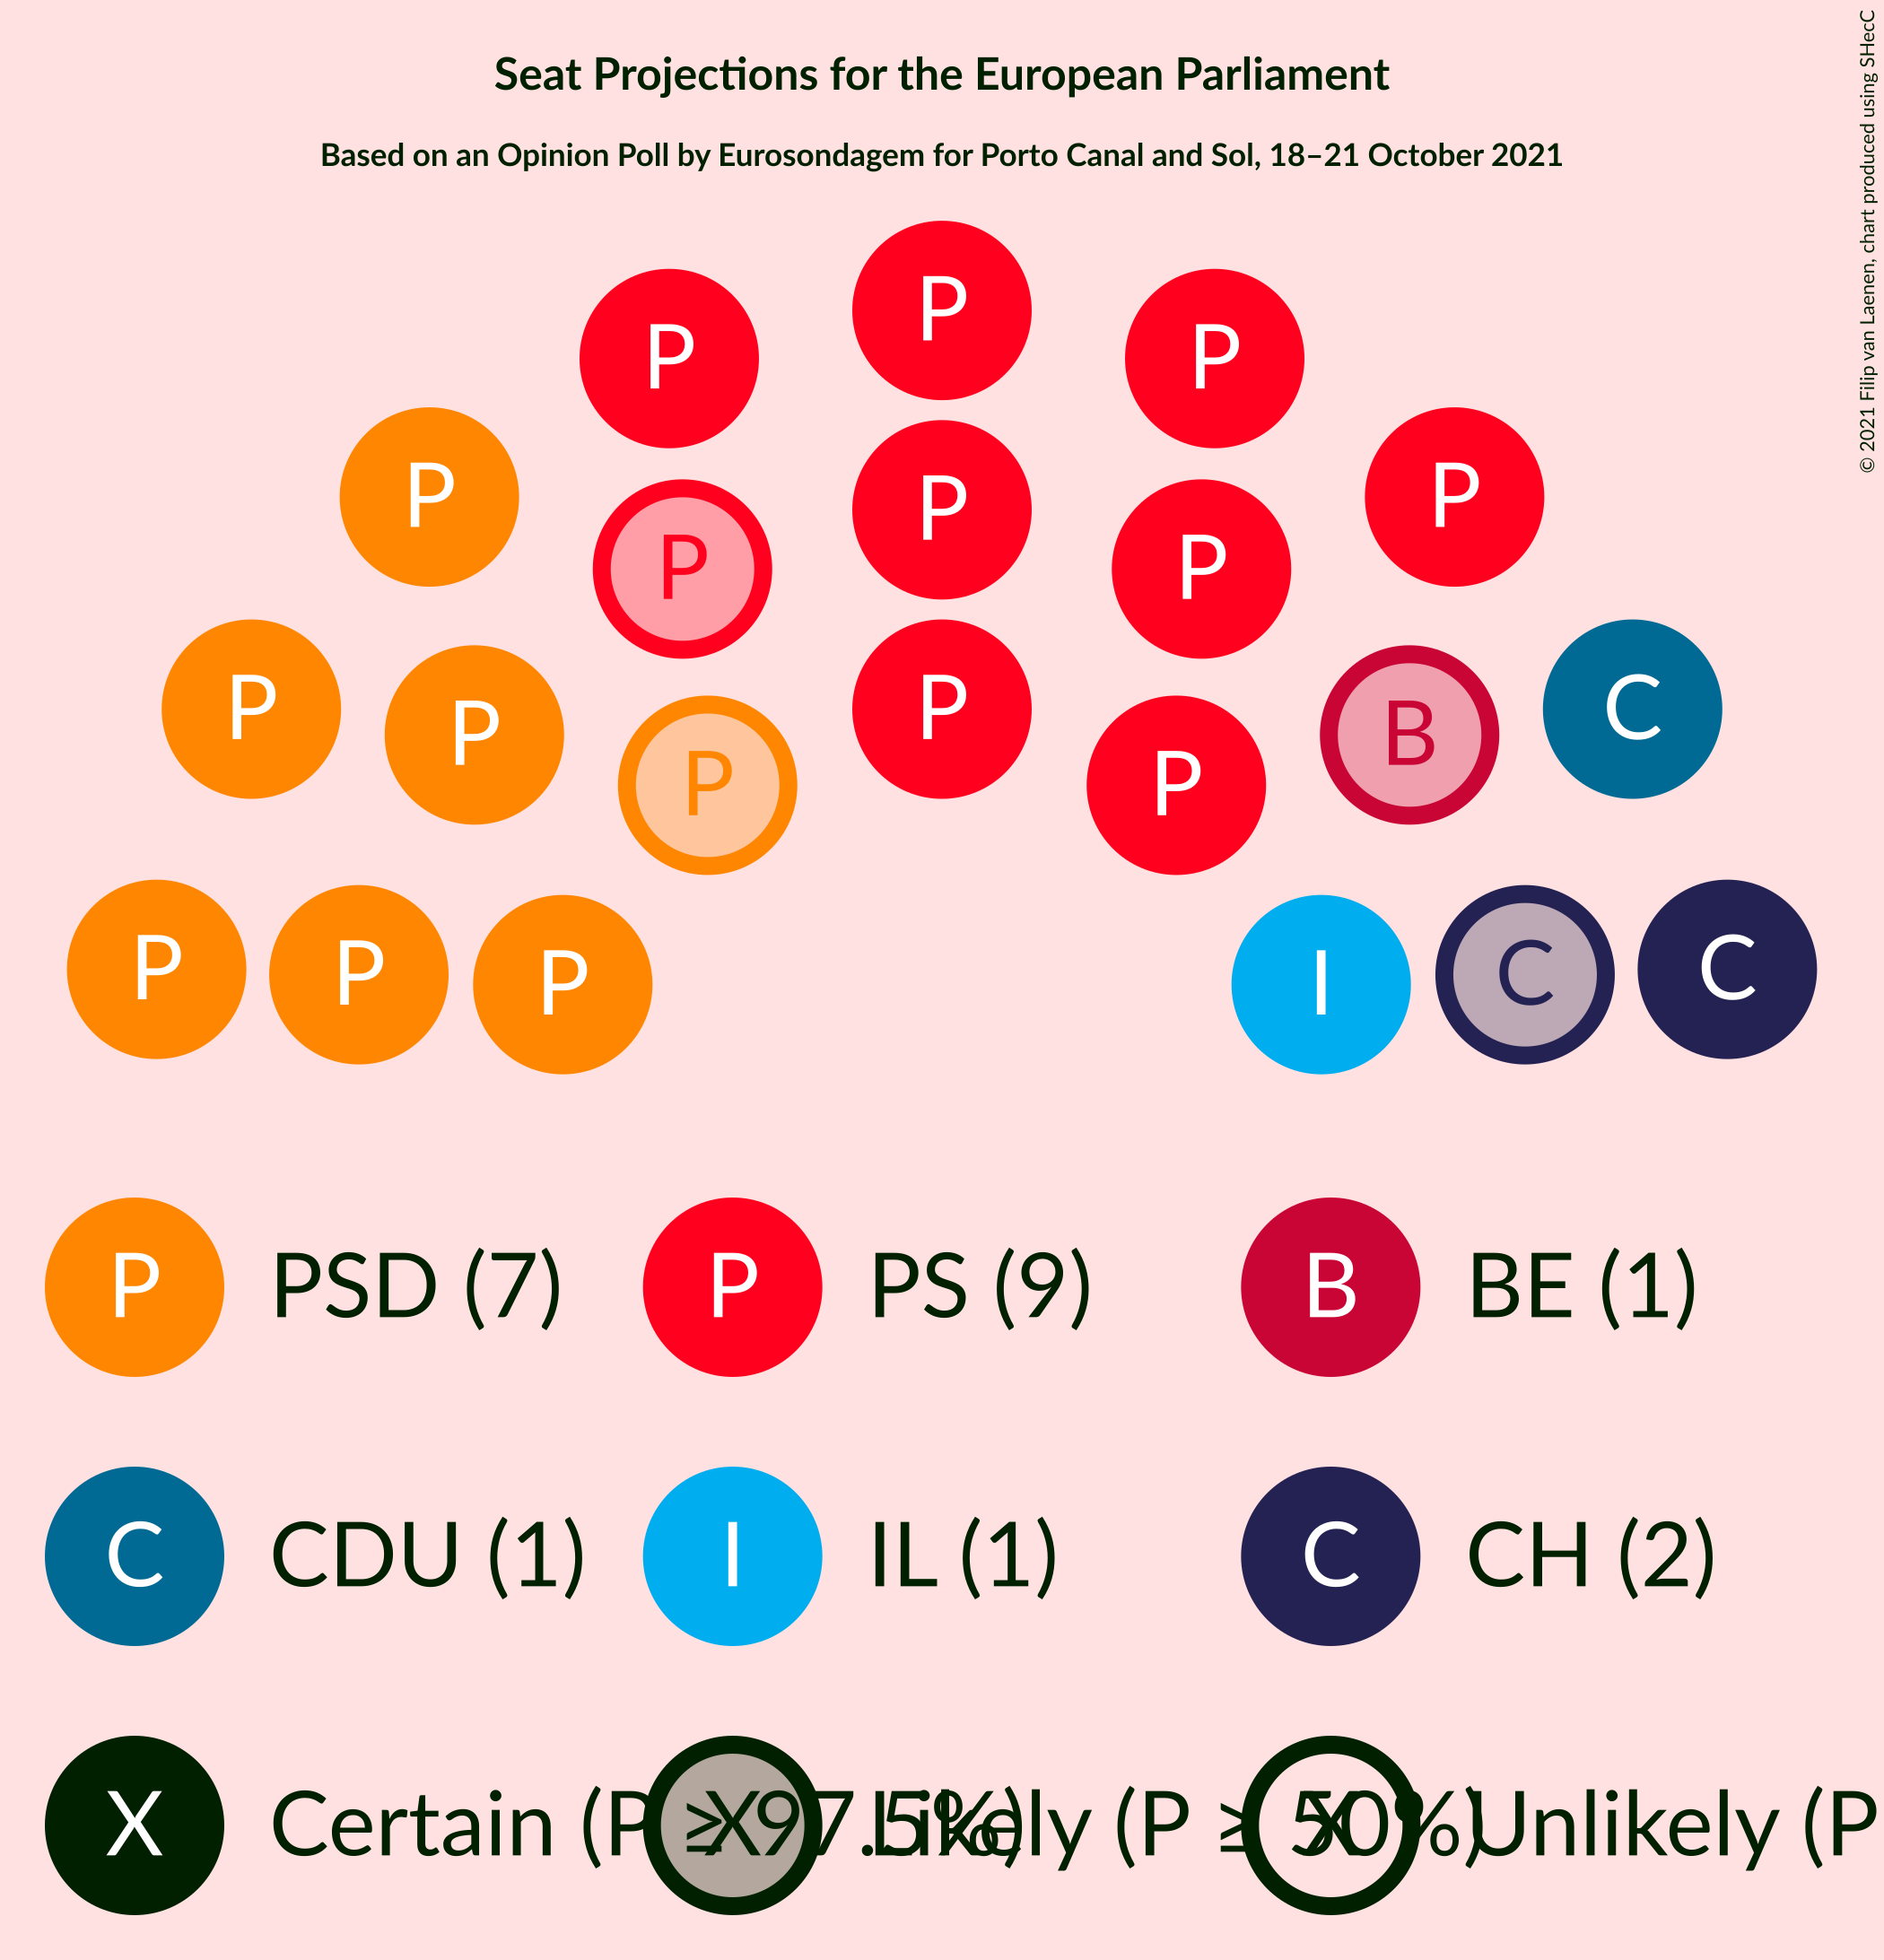 Seat Projections for the European Parliament
Based on an Opinion Poll by Eurosondagem for Porto Canal and Sol, 18–21 October 2021
© 2021 Filip van Laenen, chart produced using SHecC
P
P P
P P
P
P P
P
P P
P B C
P P
P P
P C C
P P I
P PSD (7) P PS (9) B BE (1)
C CDU (1) I IL (1) C CH (2)
X Certain (P ≥ 97.5%) X Likely (P ≥ 50%) X Unlikely (P